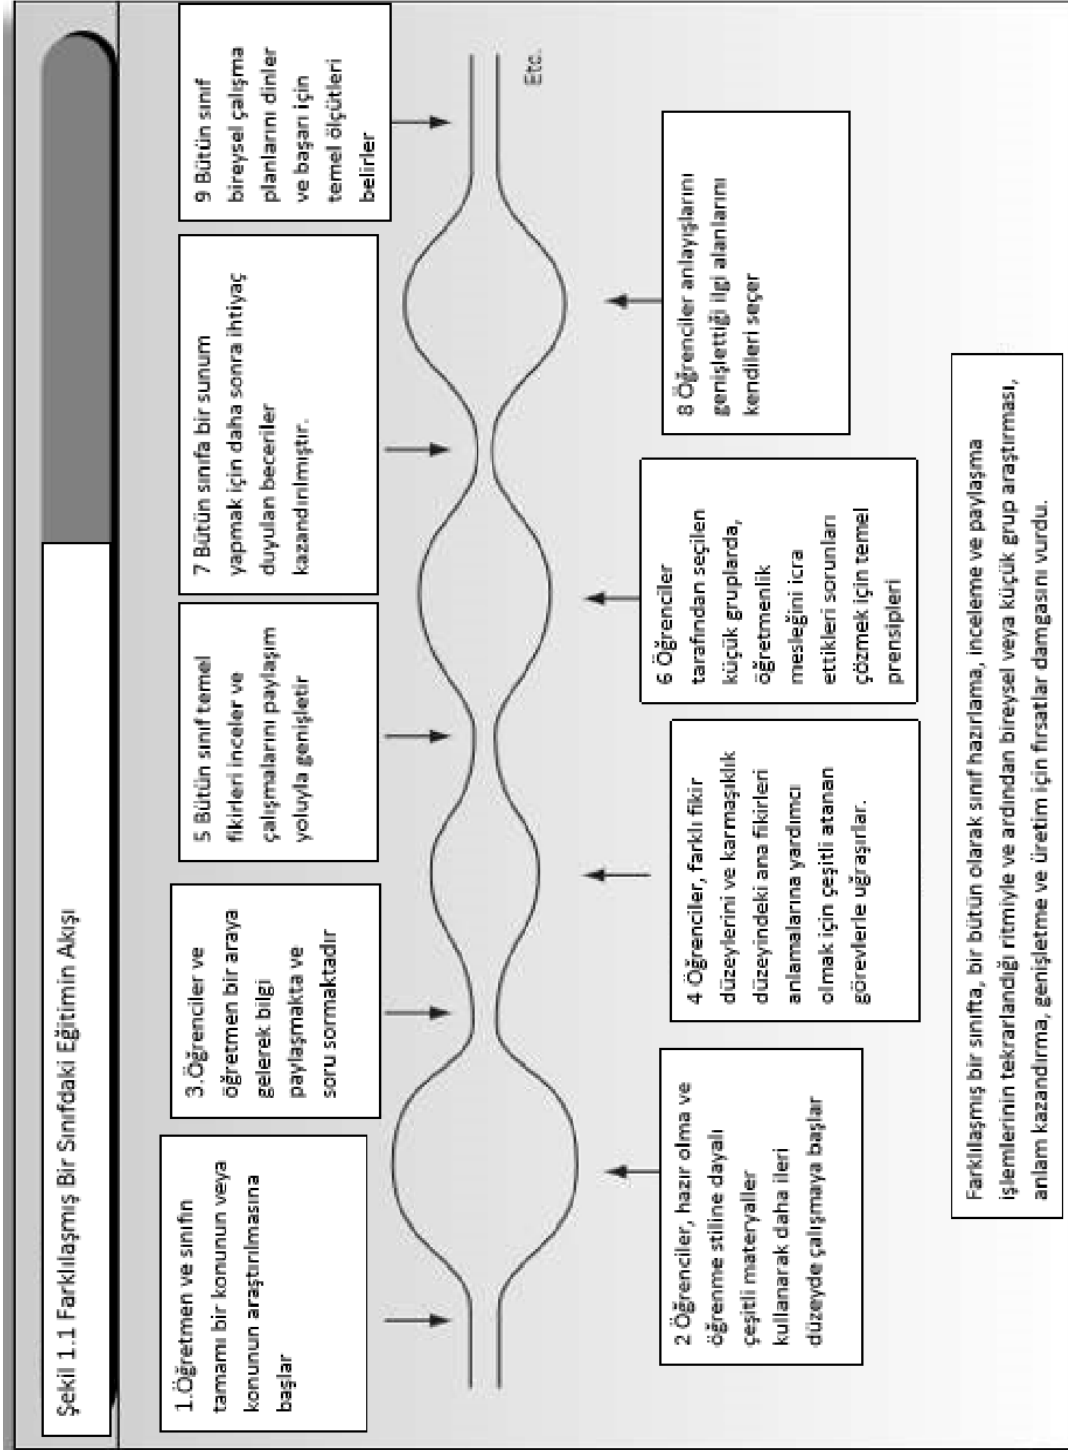 Şekil 1.1 Farklılaşmış Bir Sınıfdaki Eğitimin Akışı
1.Öğretmen ve sınıfın
tamamı bir konunun veya
konunun araştırılmasına
başlar
2 Öğrenciler, hazır olma ve
öğrenme stiline dayalı
çeşitli materyaller
kullanarak daha ileri
düzeyde çalışmaya başlar
3.Öğrenciler ve
öğretmen bir araya
gelerek bilgi
paylaşmakta ve
soru sormaktadır
4 Öğrenciler, farklı fikir
düzeylerini ve karmaşıklık
düzeyindeki ana fikirleri
anlamalarına yardımcı
olmak için çeşitli atanan
görevlerle uğraşırlar.
5 Bütün sınıf temel
fikirleri inceler ve
çalışmalarını paylaşım
yoluyla genişletir
6 Öğrenciler
tarafından seçilen
küçük gruplarda,
öğretmenlik
mesleğini icra
ettikleri sorunları
çözmek için temel
prensipleri
7 Bütün sınıfa bir sunum
yapmak için daha sonra ihtiyaç
duyulan beceriler
kazandırılmıştır.
8 Öğrenciler anlayışlarını
genişlettiği ilgi alanlarını
kendileri seçer
9 Bütün sınıf
bireysel çalışma
planlarını dinler
ve başarı için
temel ölçütleri
belirler
Etc.
Farklılaşmış bir sınıfta, bir bütün olarak sınıf hazırlama, inceleme ve paylaşma
işlemlerinin tekrarlandığı ritmiyle ve ardından bireysel veya küçük grup araştırması,
anlam kazandırma, genişletme ve üretim için fırsatlar damgasını vurdu.